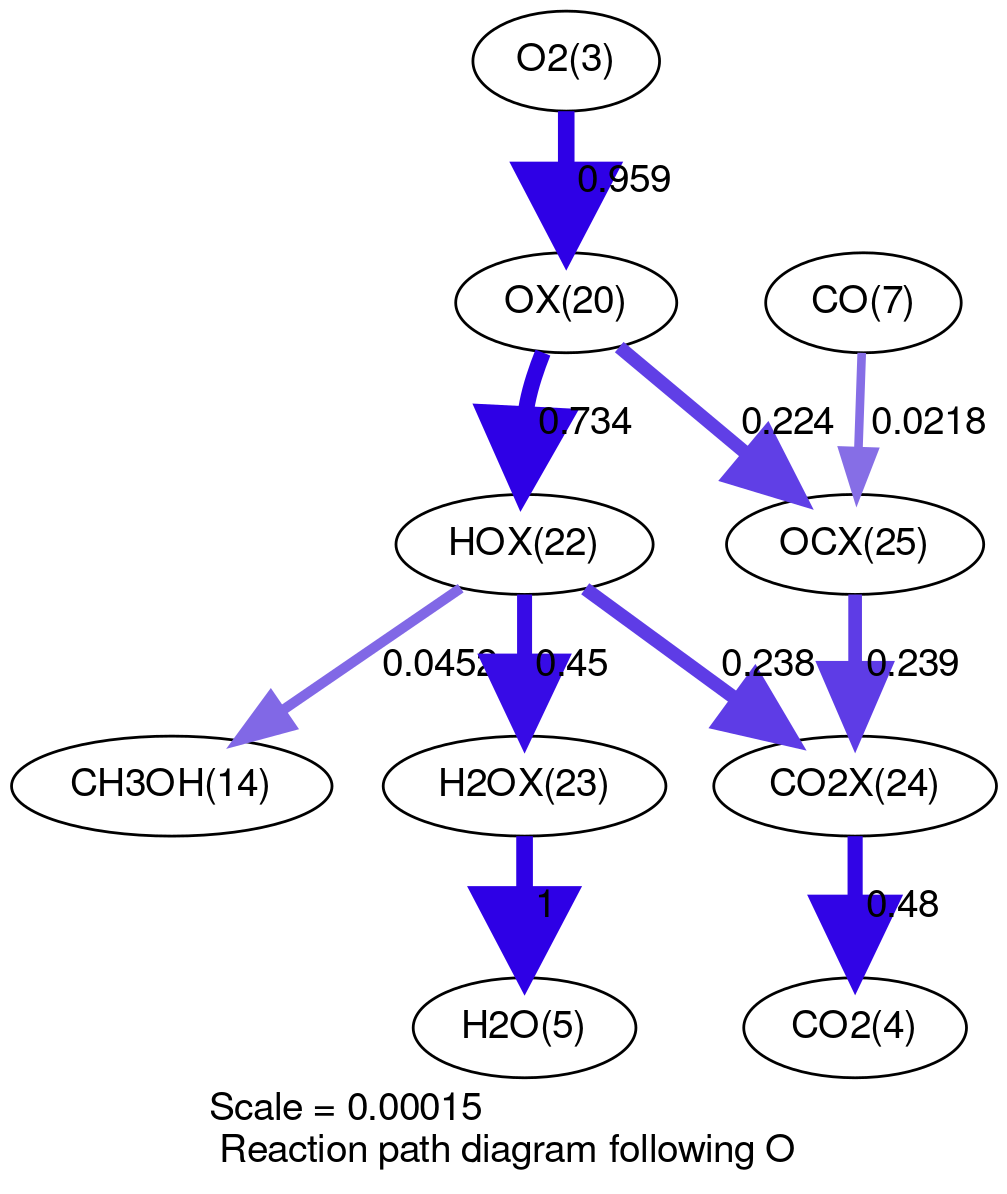 O2(3)
0.959
OX(20)
CO(7)
0.734
0.224
0.0218
HOX(22)
OCX(25)
0.0452
0.45
0.238
0.239
CH3OH(14)
H2OX(23)
CO2X(24)
1
0.48
H2O(5)
CO2(4)
Scale = 0.00015
Reaction path diagram following O